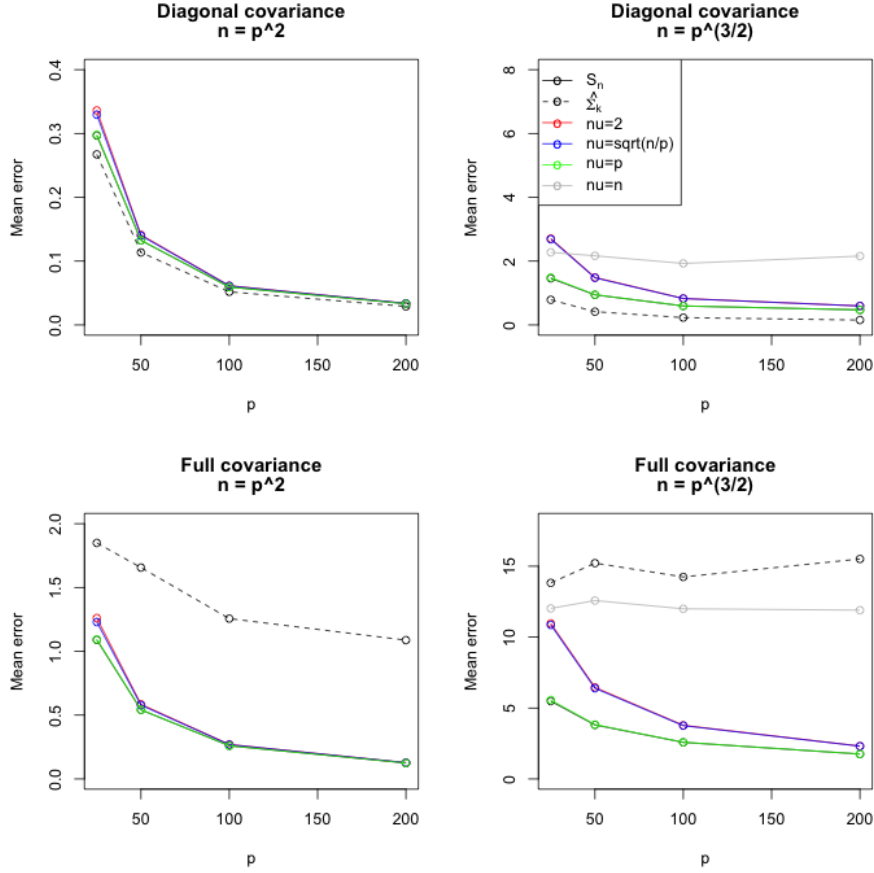 Diagonal covariance
n = p^2
Mean error
0.0
0.1
0.2
0.3
0.4
50
100
150
200
p
Diagonal covariance
n = p^(3/2)
Mean error
0
2
4
6
8
S_n
Σ̂_k
nu=2
nu=sqrt(n/p)
nu=p
nu=n
50
100
150
200
p
Full covariance
n = p^2
Mean error
0.0
0.5
1.0
1.5
2.0
50
100
150
200
p
Full covariance
n = p^(3/2)
Mean error
0
5
10
15
50
100
150
200
p